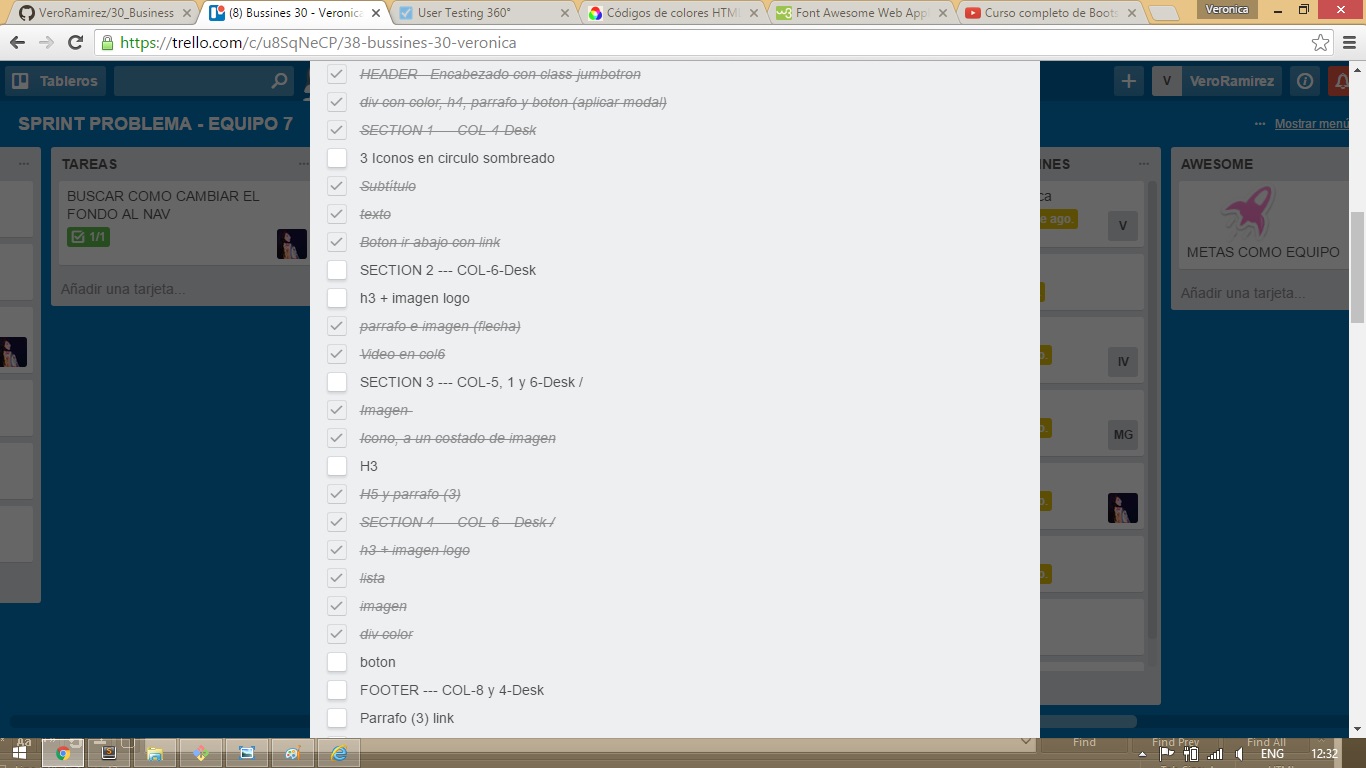 VeroRamirez/30_Business
(8) Bussines 30 - Veronica
User Testing 360°
Códigos de colores HTML
Font Awesome Web Appl
Curso completo de Boots
Veronica
https://trello.com/c/u8SqNeCP/38-bussines-30-veronica
Tableros
V
VeroRamirez
SPRINT PROBLEMA - EQUIPO 7
Mostrar menú
TAREAS
BUSCAR COMO CAMBIAR EL
FONDO AL NAV
1/1
Añadir una tarjeta...
HEADER - Encabezado con class jumbotron
div con color, h4, parrafo y boton (aplicar modal)
SECTION 1 --- COL-4-Desk
3 Iconos en circulo sombreado
Subtítulo
texto
Boton ir abajo con link
SECTION 2 --- COL-6-Desk
h3 + imagen logo
parrafo e imagen (flecha)
Video en col6
SECTION 3 --- COL-5, 1 y 6-Desk /
Imagen
Icono, a un costado de imagen
H3
H5 y parrafo (3)
SECTION 4 --- COL-6 - Desk /
h3 + imagen logo
lista
imagen
div color
boton
FOOTER --- COL-8 y 4-Desk
Parrafo (3) link
INES
ca
e ago.
V
IV
MG
AWESOME
METAS COMO EQUIPO
Añadir una tarjeta...
Aa
Find
Find Prev
Find All
ENG
12:32